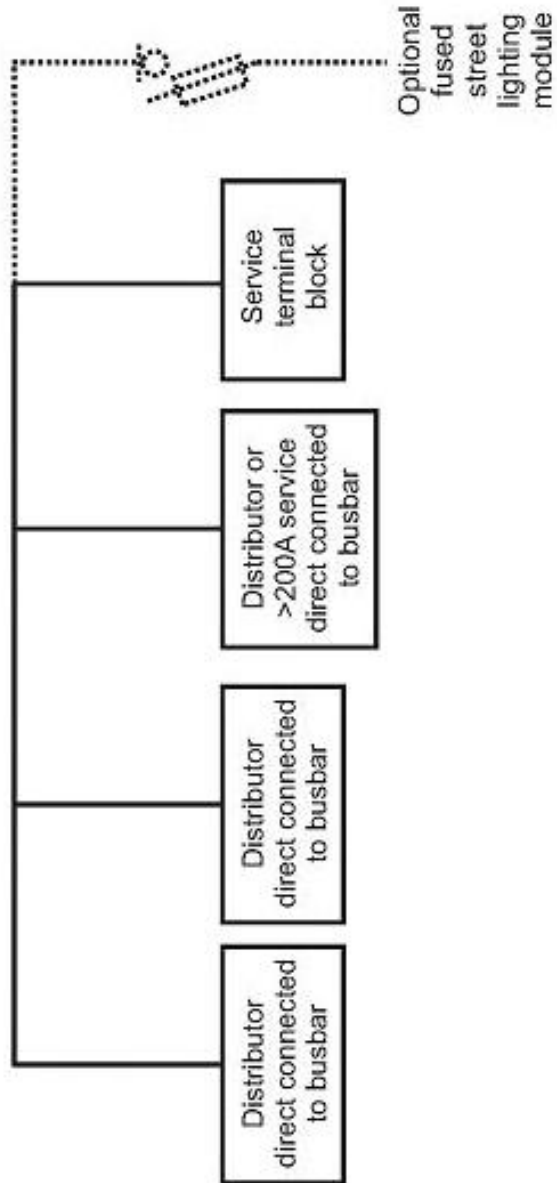 Distributor
direct connected
to busbar
Distributor
direct connected
to busbar
Distributor or
>200A service
direct connected
to busbar
Service
terminal
block
Optional
fused
street
lighting
module